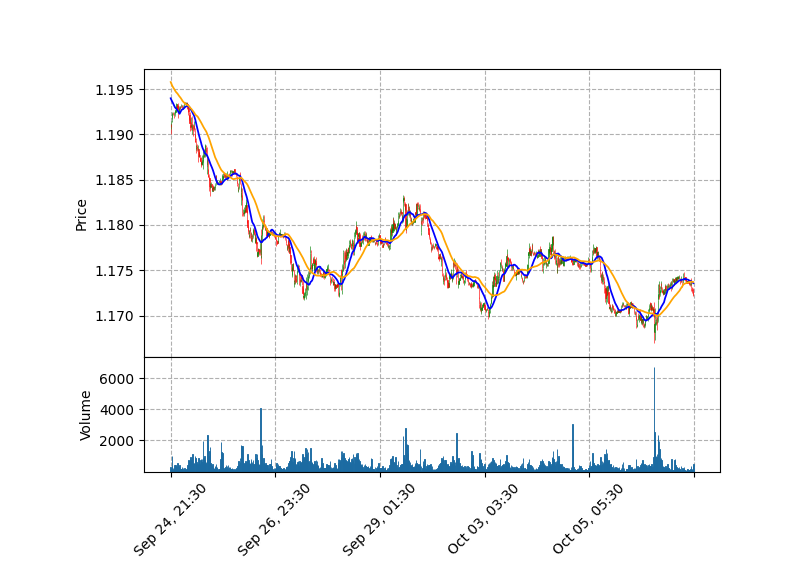 1.195
1.190
1.185
1.180
1.175
1.170
Price
6000
4000
2000
Volume
Sep 24, 21:30
Sep 26, 23:30
Sep 29, 01:30
Oct 03, 03:30
Oct 05, 05:30